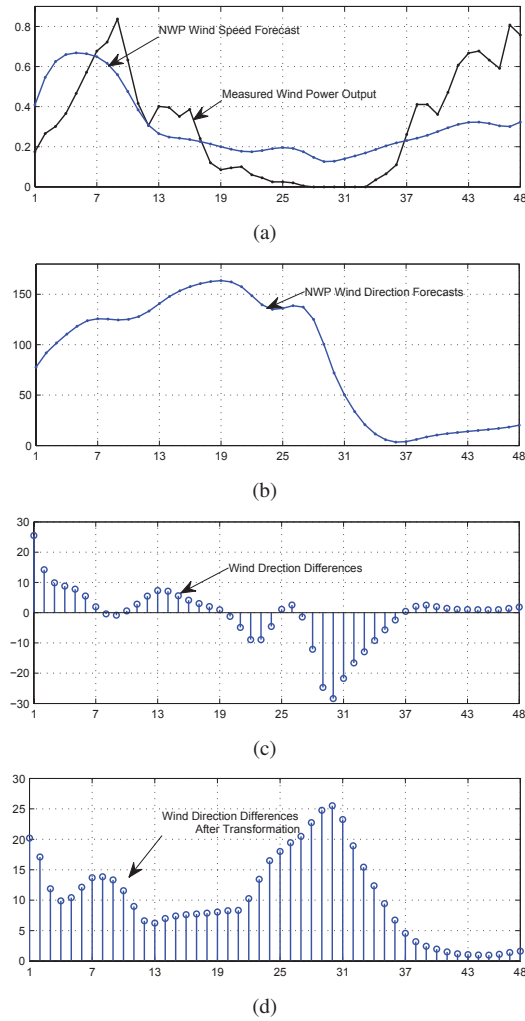 0.8
NWP Wind Speed Forecast
0.6
Measured Wind Power Output
0.4
0.2
0
1 7 13 19 25 31 37 43 48
(a)
NWP Wind Direction Forecasts
150
100
50
0
1 7 13 19 25 31 37 43 48
(b)
30
20
Wind Drection Differences
10
0
−10
−20
−30
1 7 13 19 25 31 37 43 48
(c)
30
25
Wind Direction Differences
After Transformation
20
15
10
5
0
1 7 13 19 25 31 37 43 48
(d)